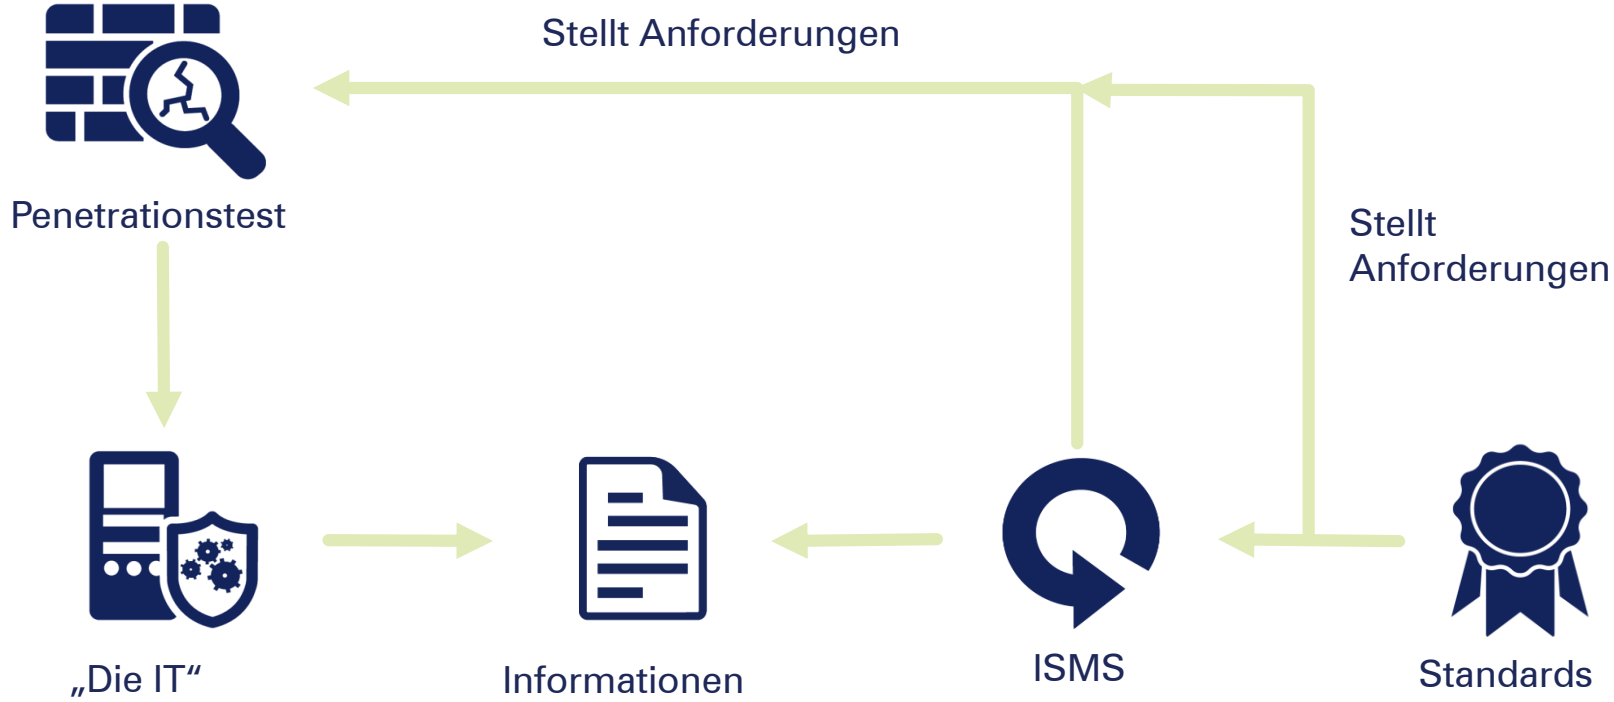 Stellt Anforderungen
Penetrationstest
Stellt
Anforderungen
„Die IT“
Informationen
ISMS
Standards